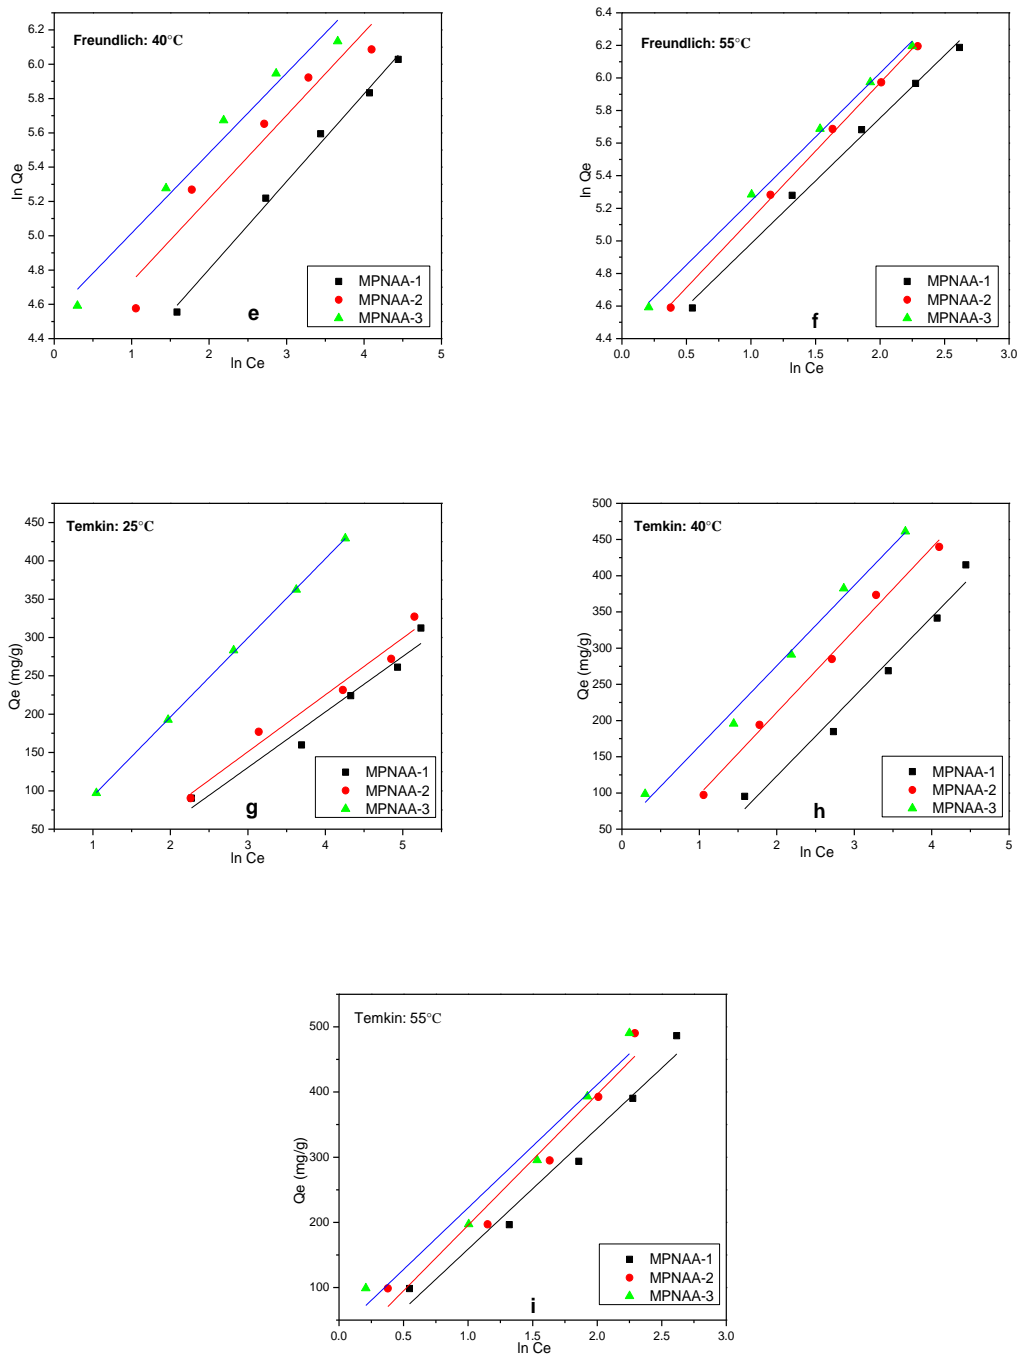 Freundlich: 40°C
ln Qe
6.2
6.0
5.8
5.6
5.4
5.2
5.0
4.8
4.6
4.4
MPNAA-1
MPNAA-2
MPNAA-3
e
0 1 2 3 4 5
ln Ce
Freundlich: 55°C
ln Qe
6.4
6.2
6.0
5.8
5.6
5.4
5.2
5.0
4.8
4.6
4.4
MPNAA-1
MPNAA-2
MPNAA-3
f
0.0 0.5 1.0 1.5 2.0 2.5 3.0
ln Ce
Temkin: 25°C
Qe (mg/g)
450
400
350
300
250
200
150
100
50
MPNAA-1
MPNAA-2
MPNAA-3
g
1 2 3 4 5
ln Ce
Temkin: 40°C
Qe (mg/g)
500
450
400
350
300
250
200
150
100
50
MPNAA-1
MPNAA-2
MPNAA-3
h
0 1 2 3 4 5
ln Ce
Temkin: 55°C
Qe (mg/g)
500
400
300
200
100
MPNAA-1
MPNAA-2
MPNAA-3
i
0.0 0.5 1.0 1.5 2.0 2.5 3.0
ln Ce